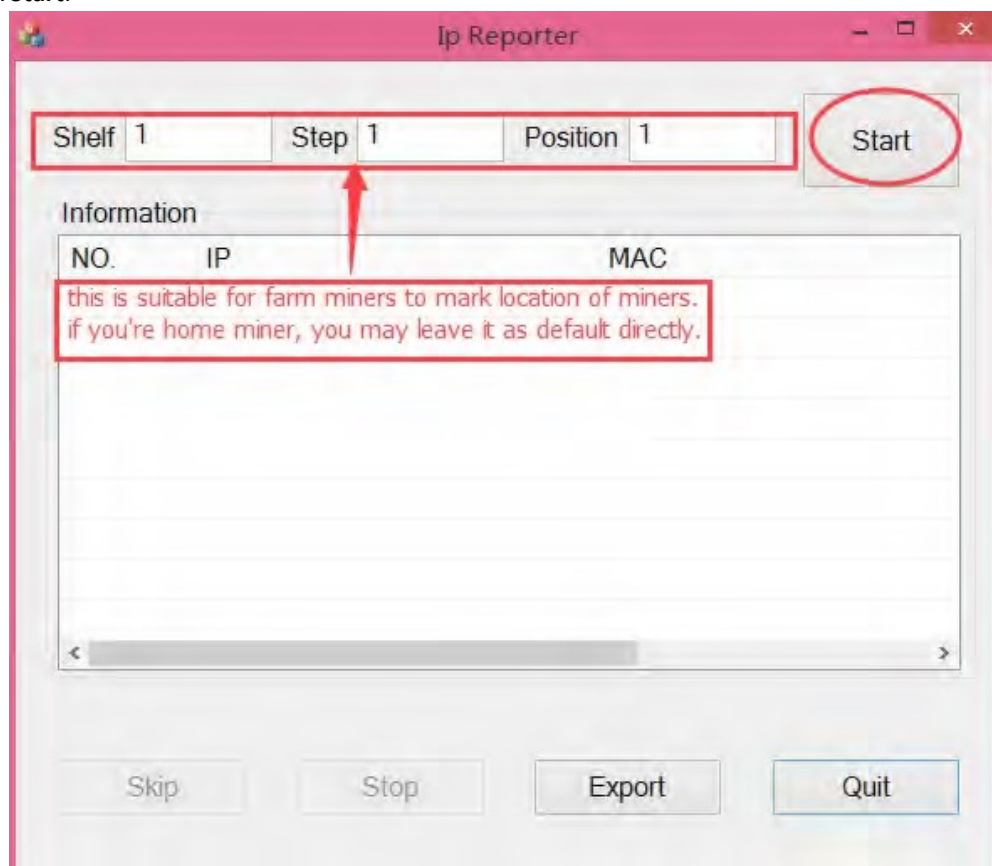 Ip Reporter
Shelf 1 Step 1 Position 1 Start
Information
NO. IP MAC
this is suitable for farm miners to mark location of miners.
if you're home miner, you may leave it as default directly.
Skip Stop Export Quit